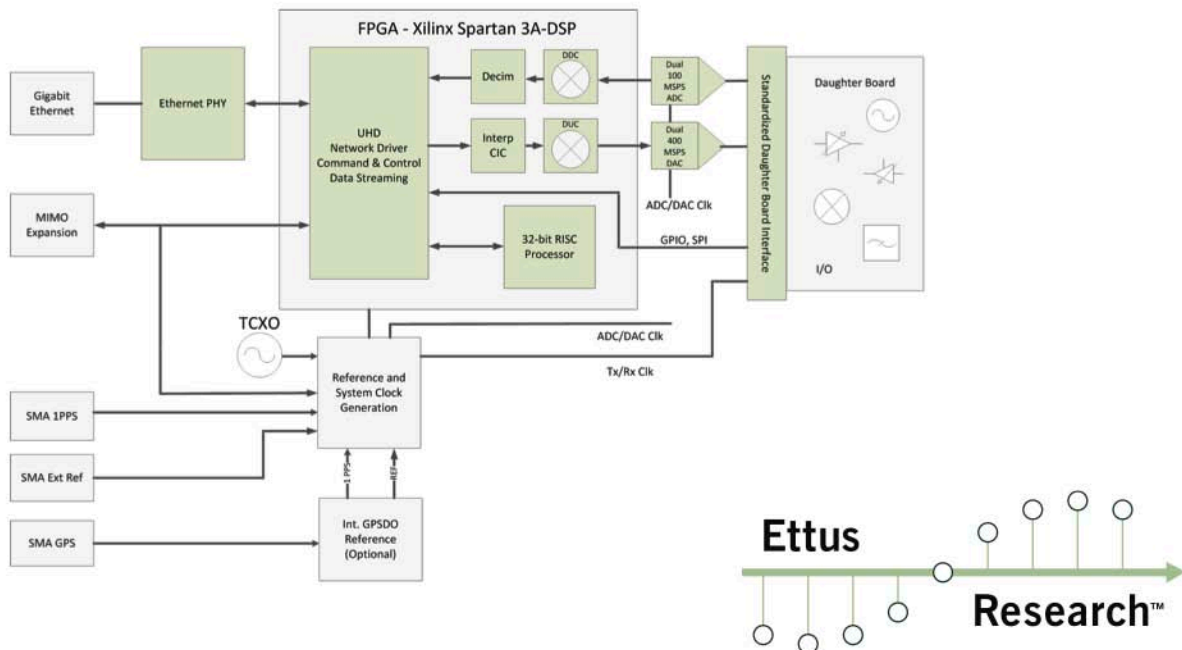 FPGA - Xilinx Spartan 3A-DSP
Gigabit
Ethernet
Ethernet PHY
UHD
Network Driver
Command & Control
Data Streaming
Decim
DDC
Dual
100
MSPS
ADC
Interp
CIC
DUC
Dual
400
MSPS
DAC
ADC/DAC Clk
Standardized Daughter Board Interface
Daughter Board
I/O
MIMO
Expansion
GPIO, SPI
32-bit RISC
Processor
TCXO
ADC/DAC Clk
Tx/Rx Clk
Reference and
System Clock
Generation
SMA 1PPS
SMA Ext Ref
1 PPS
REF
SMA GPS
Int. GPSDO
Reference
(Optional)
Ettus
Research™